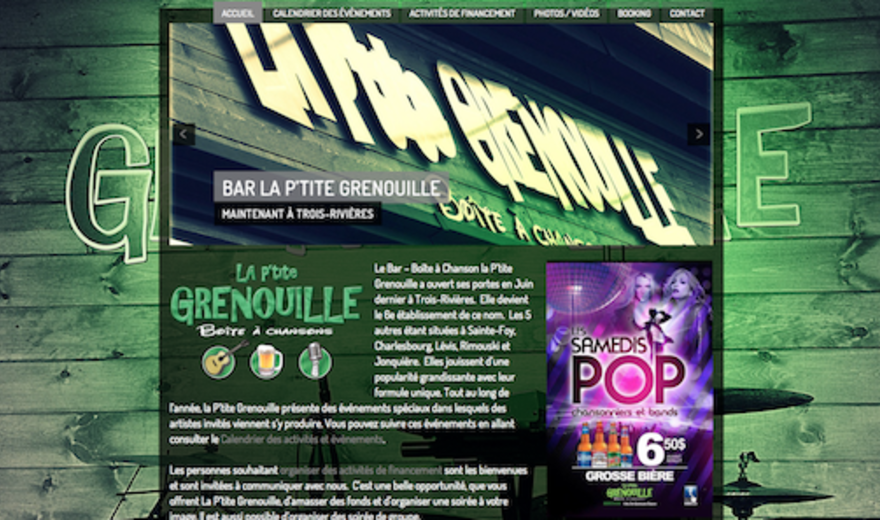 ACCUEIL CALENDRIER DES ÉVÈNEMENTS ACTIVITÉS DE FINANCEMENT PHOTOS / VIDÉOS BOOKING CONTACT
LA P'TITE GRENOUILLE
BOÎTE À CHANSONS
BAR LA P'TITE GRENOUILLE
MAINTENANT À TROIS-RIVIÈRES
LA P'tite
GRENOUILLE
BOÎTE À CHANSONS
Le Bar – Boîte à Chanson la P'tite
Grenouille a ouvert ses portes en Juin
dernier à Trois-Rivières. Elle devient
le 6e établissement de ce nom. Les 5
autres étant situées à Sainte-Foy,
Charlesbourg, Lévis, Rimouski et
Jonquière. Elles jouissent d'une
popularité grandissante avec leur
formule unique. Tout au long de
l'année, la P'tite Grenouille présente des événements spéciaux dans lesquels des
artistes invités viennent s'y produire. Vous pouvez suivre ces événements en allant
consulter le Calendrier des activités et évènements.
Les personnes souhaitant organiser des activités de financement sont les bienvenues
et sont invitées à communiquer avec nous. C'est une belle opportunité, que vous
offrent La P'tite Grenouille, d'amasser des fonds et d'organiser une soirée à votre
image. Il est aussi possible d'organiser des soirée de groupe.
LES
SAMEDIS
POP
chansonniers et bands
6 50$
GROSSE BIÈRE
GRENOUILLE